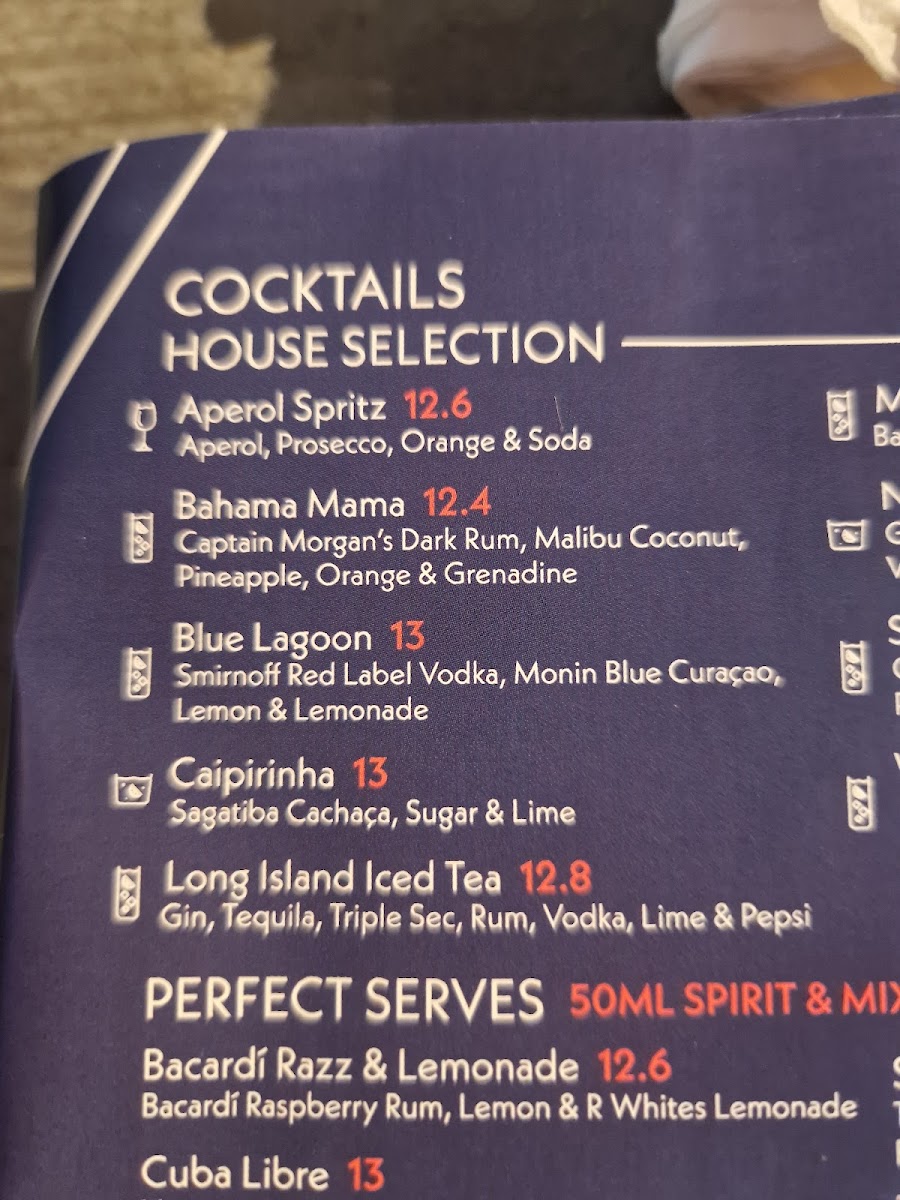 COCKTAILS
HOUSE SELECTION
Aperol Spritz 12.6
Aperol, Prosecco, Orange & Soda
Bahama Mama 12.4
Captain Morgan's Dark Rum, Malibu Coconut,
Pineapple, Orange & Grenadine
Blue Lagoon 13
Smirnoff Red Label Vodka, Monin Blue Curaçao,
Lemon & Lemonade
Caipirinha 13
Sagatiba Cachaça, Sugar & Lime
Long Island Iced Tea 12.8
Gin, Tequila, Triple Sec, Rum, Vodka, Lime & Pepsi
PERFECT SERVES 50ML SPIRIT &
Bacardí Razz & Lemonade 12.6
Bacardí Raspberry Rum, Lemon & R Whites Lemonade
Cuba Libre 13